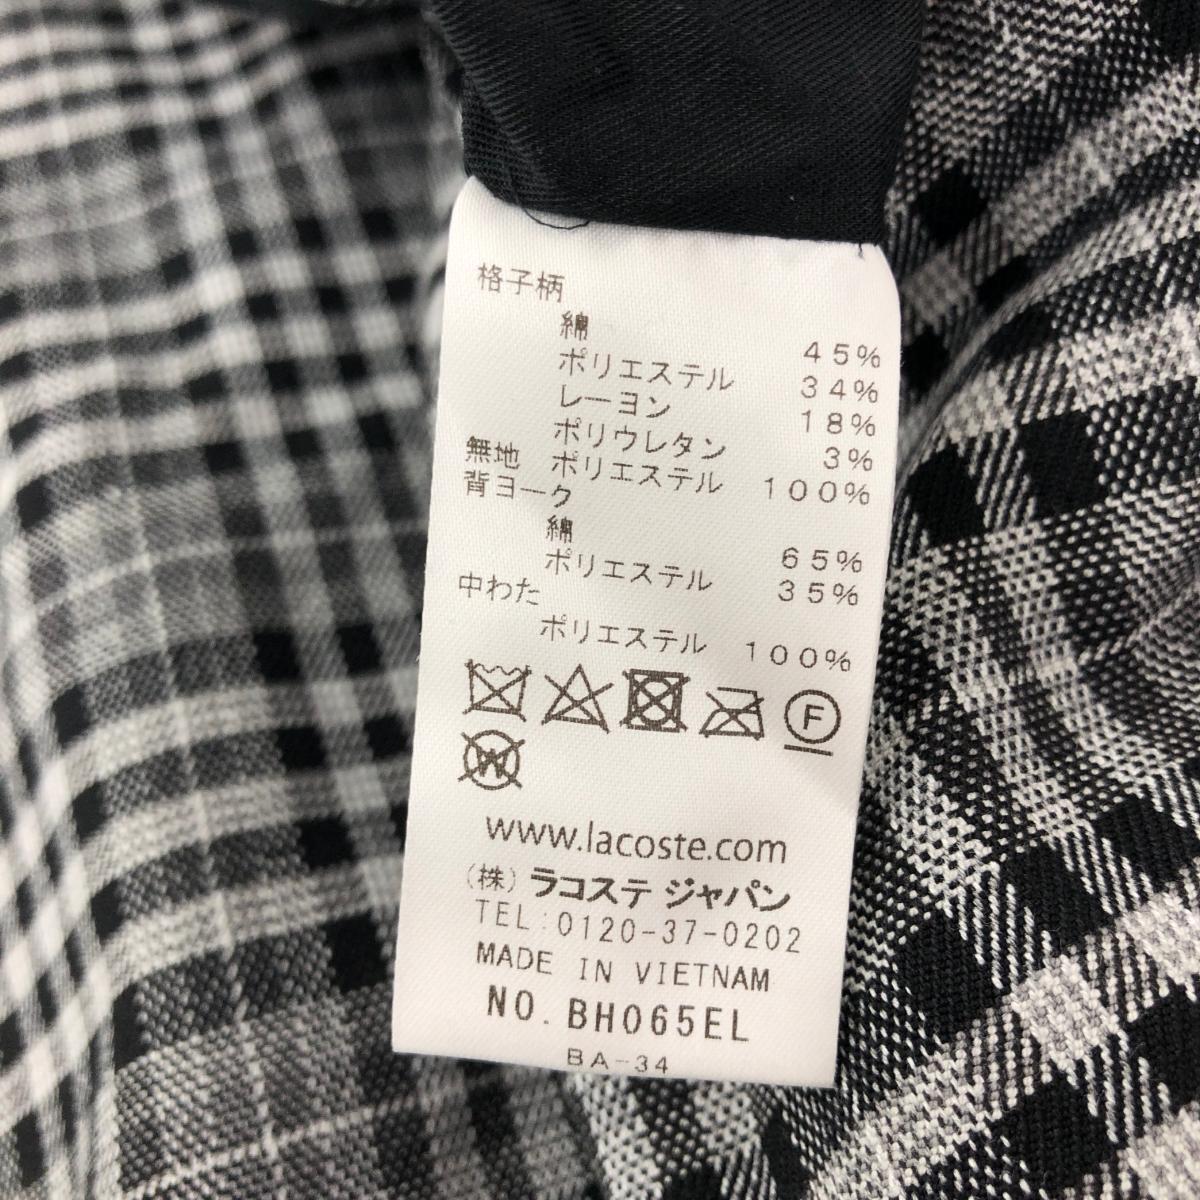 格子柄
綿 45%
ポリエステル 34%
レーヨン 18%
ポリウレタン 3%
無地 ポリエステル 100%
背ヨーク
綿 65%
ポリエステル 35%
中わた
ポリエステル 100%
F
W
www.lacoste.com
(株) ラコステ ジャパン
TEL:0120-37-0202
MADE IN VIETNAM
NO. BH065EL
BA-34